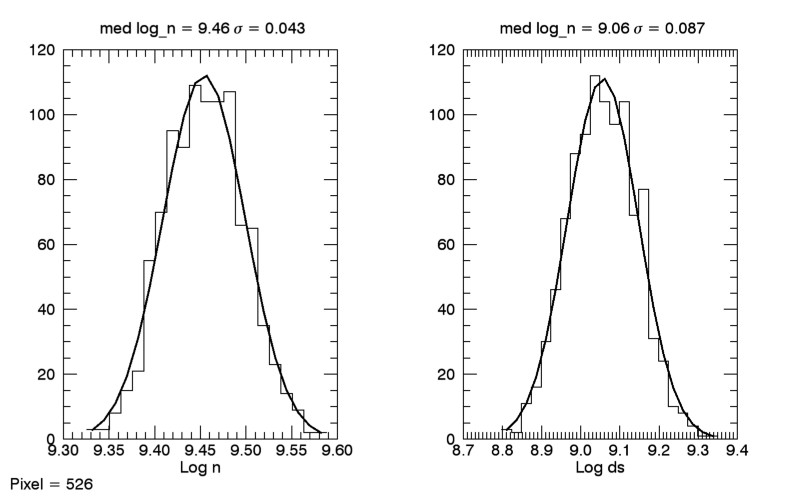 med log_n = 9.46 σ = 0.043
120
100
80
60
40
20
0
9.30 9.35 9.40 9.45 9.50 9.55 9.60
Log n
med log_n = 9.06 σ = 0.087
120
100
80
60
40
20
0
8.7 8.8 8.9 9.0 9.1 9.2 9.3 9.4
Log ds
Pixel = 526